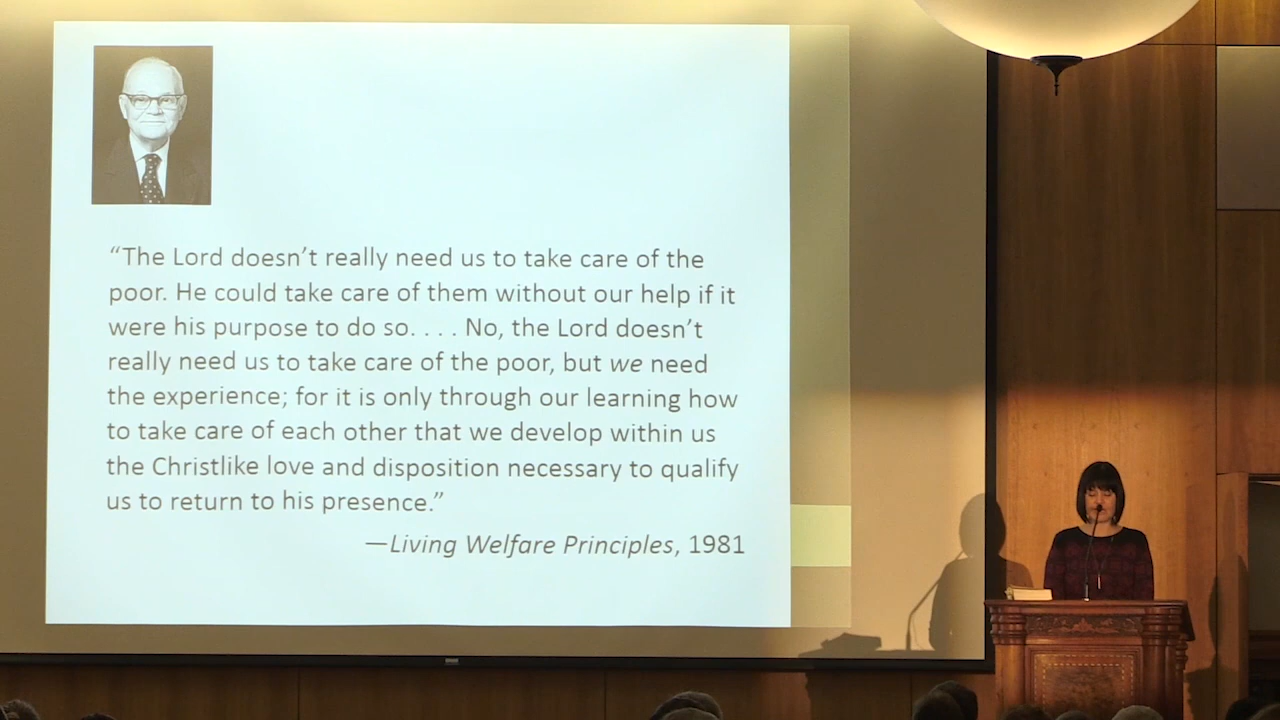 “The Lord doesn’t really need us to take care of the
poor. He could take care of them without our help if it
were his purpose to do so. . . . No, the Lord doesn’t
really need us to take care of the poor, but we need
the experience; for it is only through our learning how
to take care of each other that we develop within us
the Christlike love and disposition necessary to qualify
us to return to his presence.”
—Living Welfare Principles, 1981